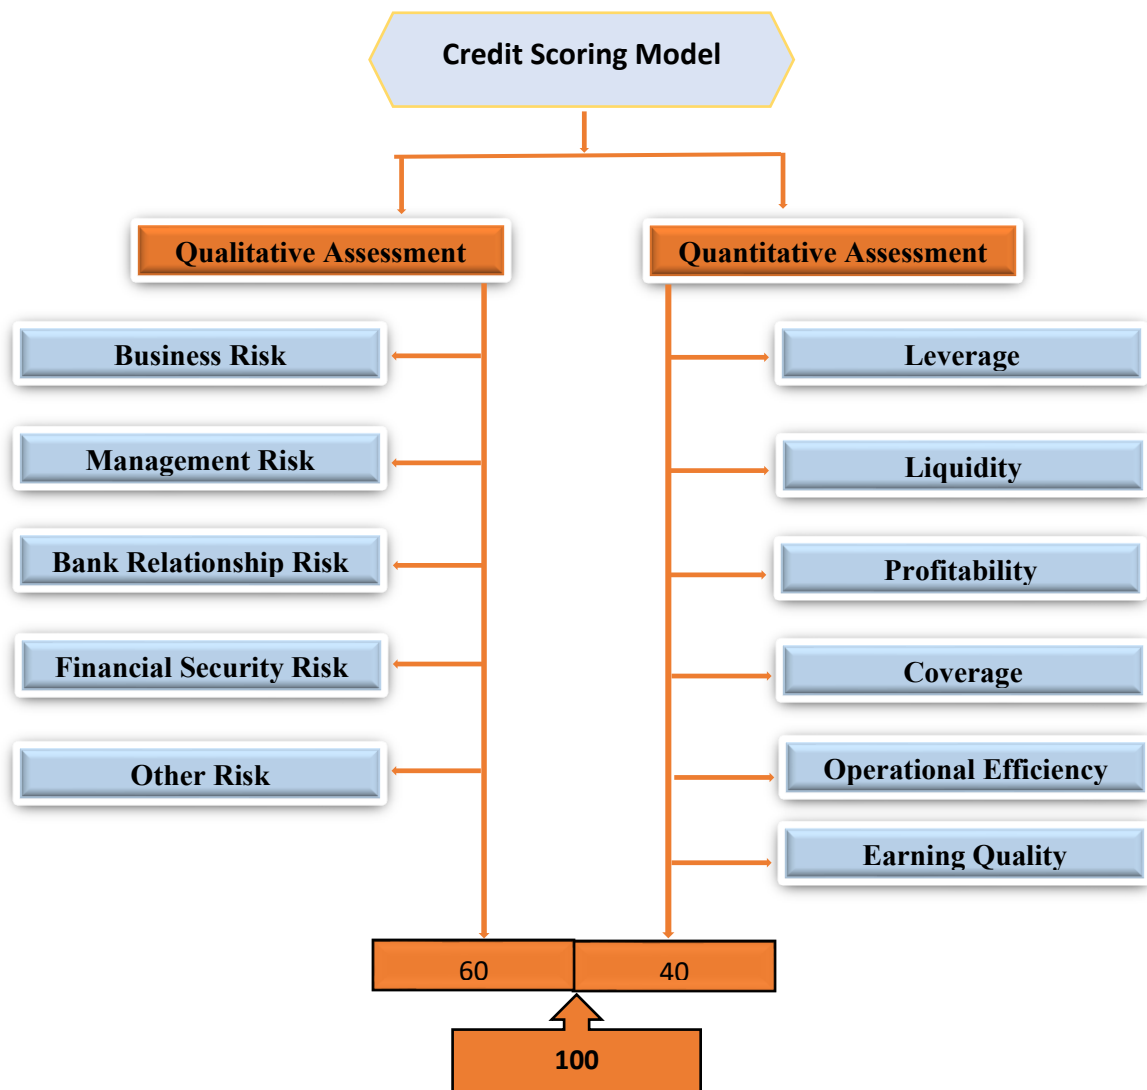 Credit Scoring Model
Qualitative Assessment
Quantitative Assessment
Business Risk
Management Risk
Bank Relationship Risk
Financial Security Risk
Other Risk
Leverage
Liquidity
Profitability
Coverage
Operational Efficiency
Earning Quality
60
40
100